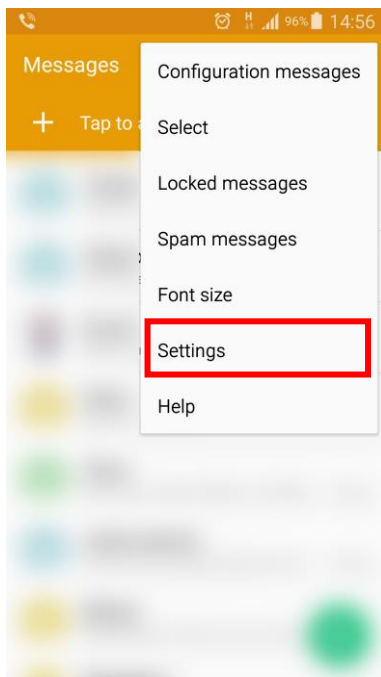 96% 14:56
Messages
Configuration messages
+ Tap to
Select
Locked messages
Spam messages
Font size
Settings
Help